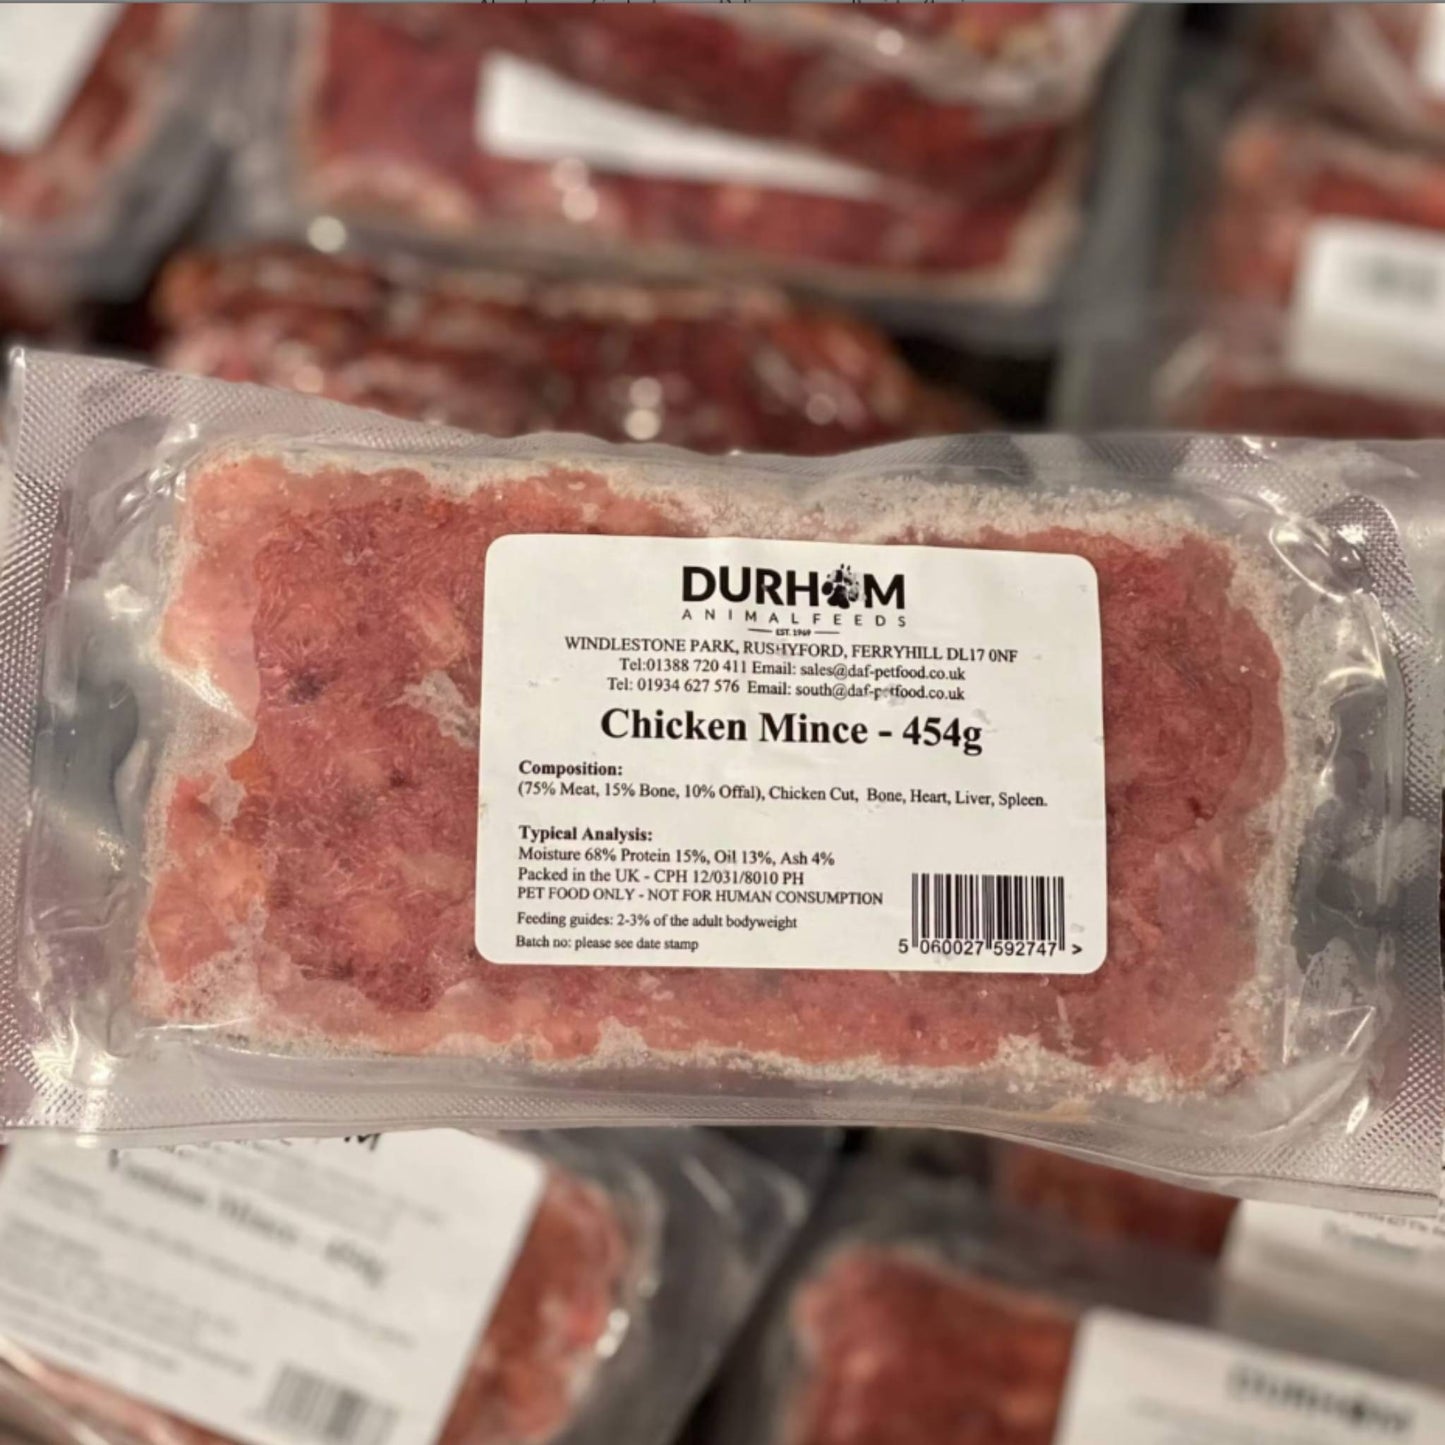 DURHAM
ANIMALFEEDS
EST. 1969
WINDLESTONE PARK, RUSHYFORD, FERRYHILL DL17 0NF
Tel:01388 720 411 Email: sales@daf-petfood.co.uk
Tel: 01934 627 576 Email: south@daf-petfood.co.uk
Chicken Mince - 454g
Composition:
(75% Meat, 15% Bone, 10% Offal), Chicken Cut, Bone, Heart, Liver, Spleen.
Typical Analysis:
Moisture 68% Protein 15%, Oil 13%, Ash 4%
Packed in the UK - CPH 12/031/8010 PH
PET FOOD ONLY - NOT FOR HUMAN CONSUMPTION
Feeding guides: 2-3% of the adult bodyweight
Batch no: please see date stamp
5 060027 592747 >
Mince - 454g
DURHAM